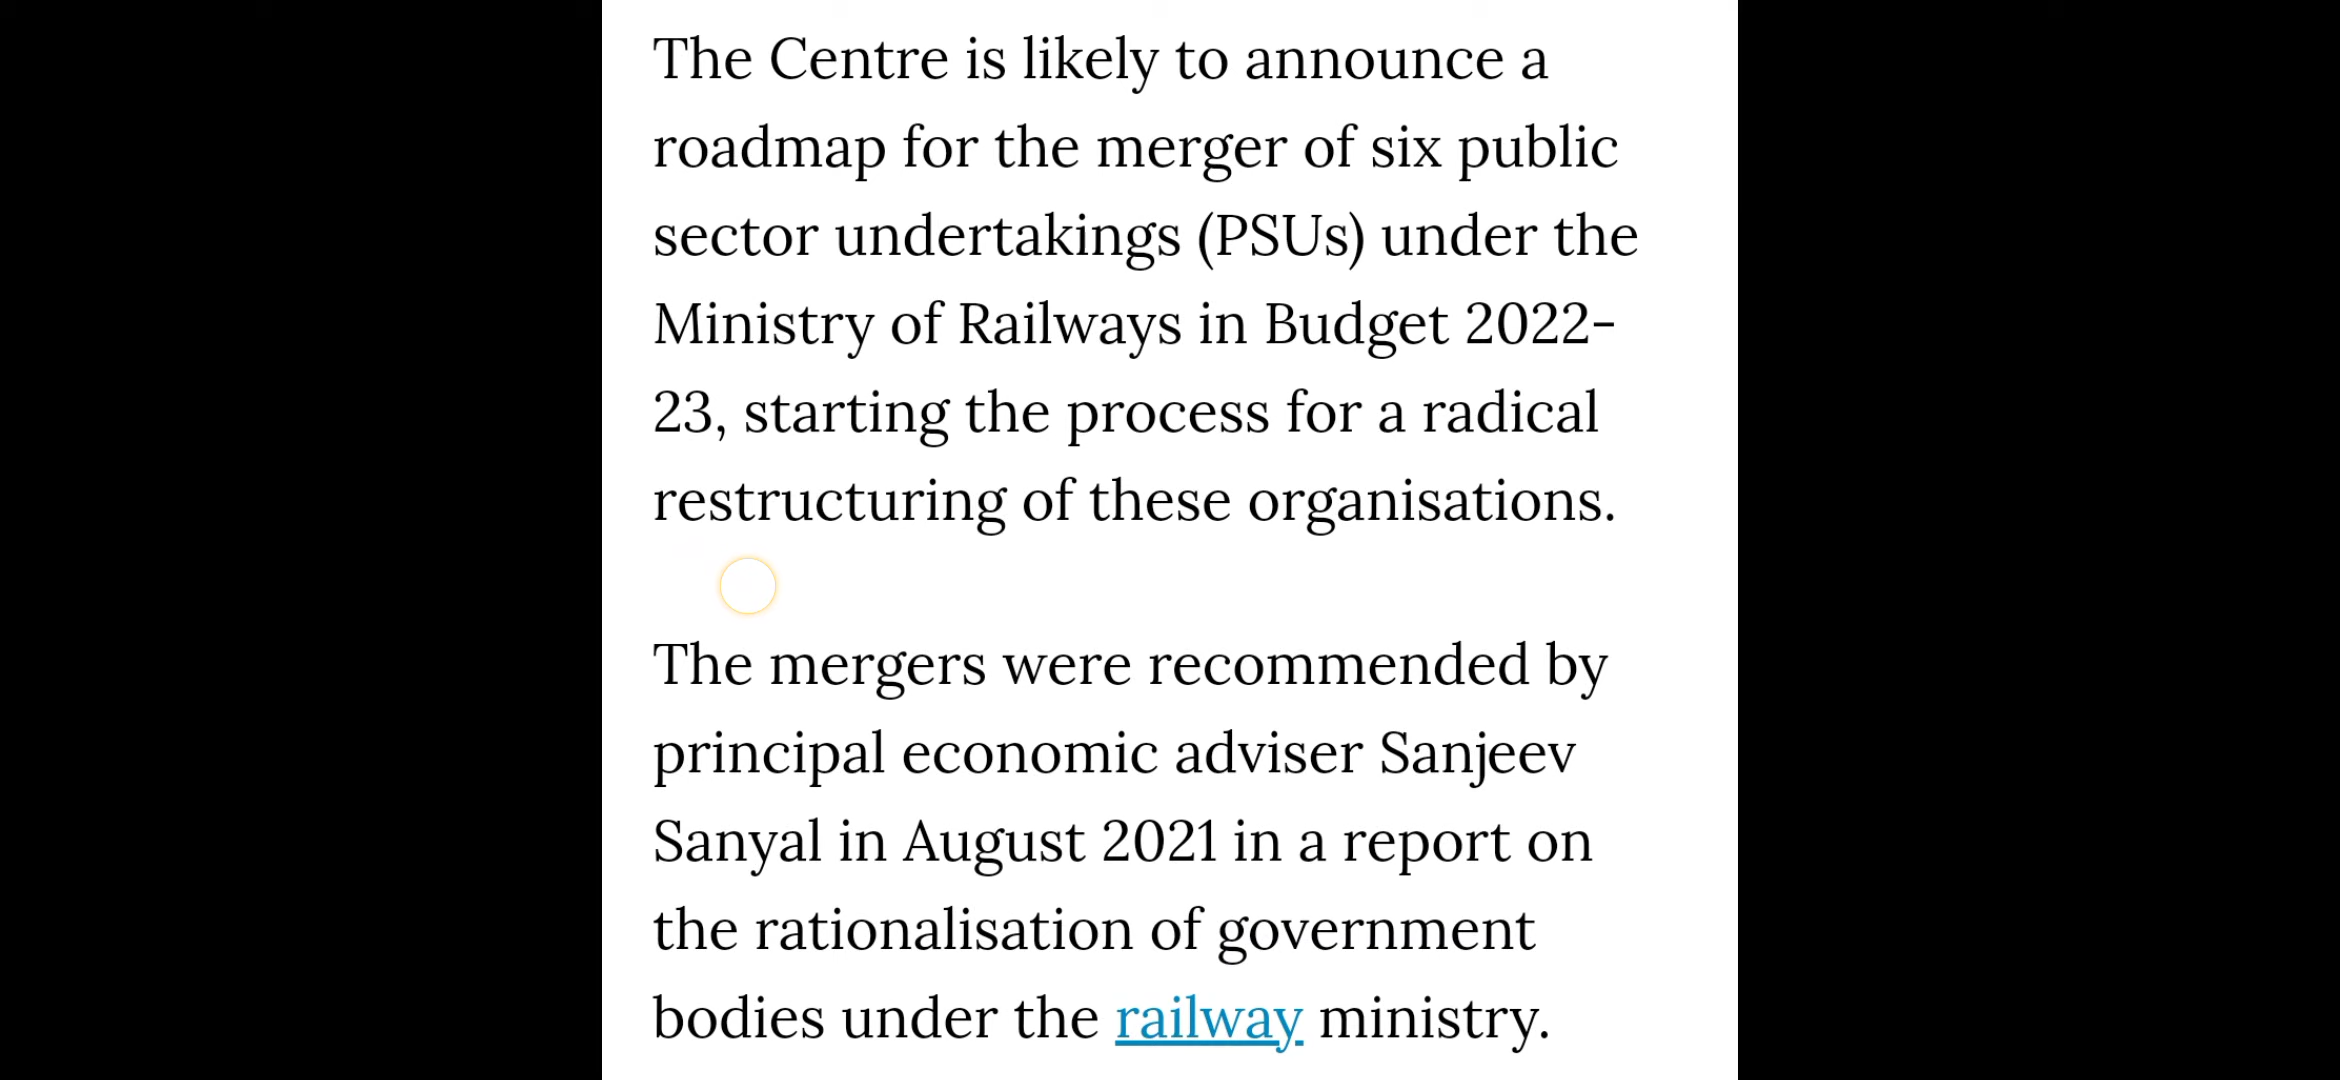 The Centre is likely to announce a
roadmap for the merger of six public
sector undertakings (PSUs) under the
Ministry of Railways in Budget 2022-
23, starting the process for a radical
restructuring of these organisations.
The mergers were recommended by
principal economic adviser Sanjeev
Sanyal in August 2021 in a report on
the rationalisation of government
bodies under the railway ministry.